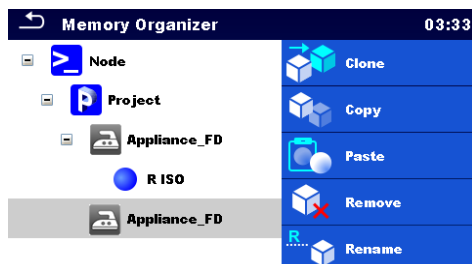 Memory Organizer 03:33
Node
Clone
Project
Copy
Appliance_FD
Paste
R ISO
Remove
Appliance_FD
R
Rename